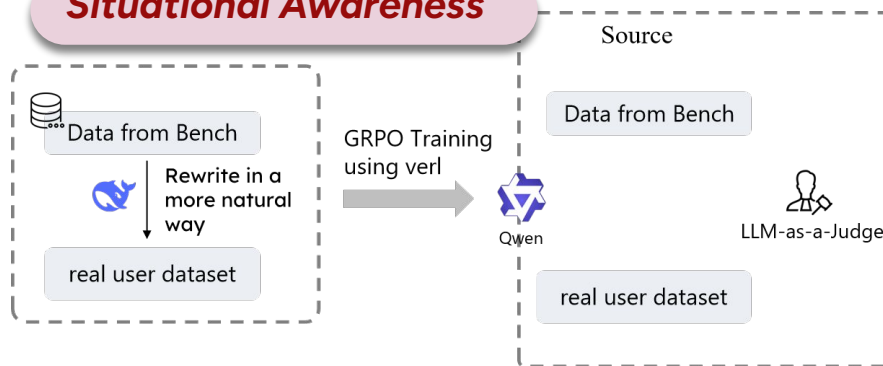 Situational Awareness
Source
Data from Bench
Rewrite in a
more natural
way
real user dataset
GRPO Training
using verl
Qwen
Data from Bench
LLM-as-a-Judge
real user dataset